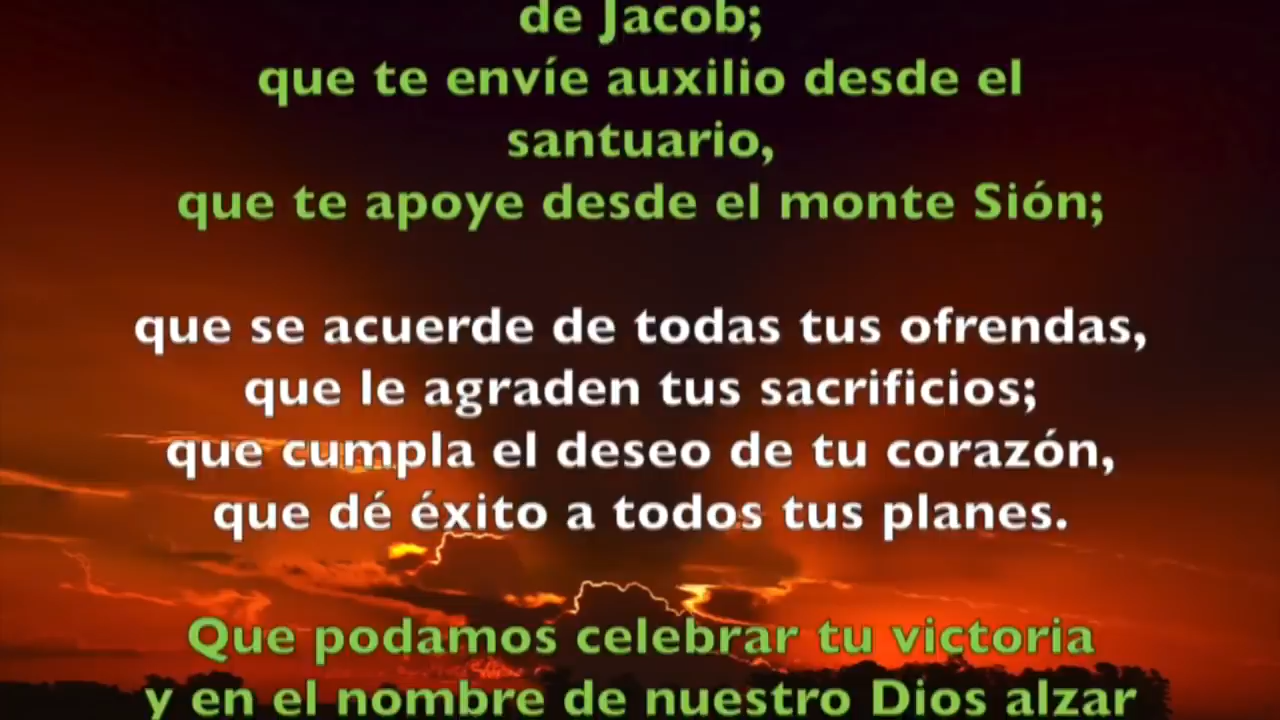 de Jacob;
que te envíe auxilio desde el
santuario,
que te apoye desde el monte Sión;
que se acuerde de todas tus ofrendas,
que le agraden tus sacrificios;
que cumpla el deseo de tu corazón,
que dé éxito a todos tus planes.
Que podamos celebrar tu victoria
y en el nombre de nuestro Dios alzar